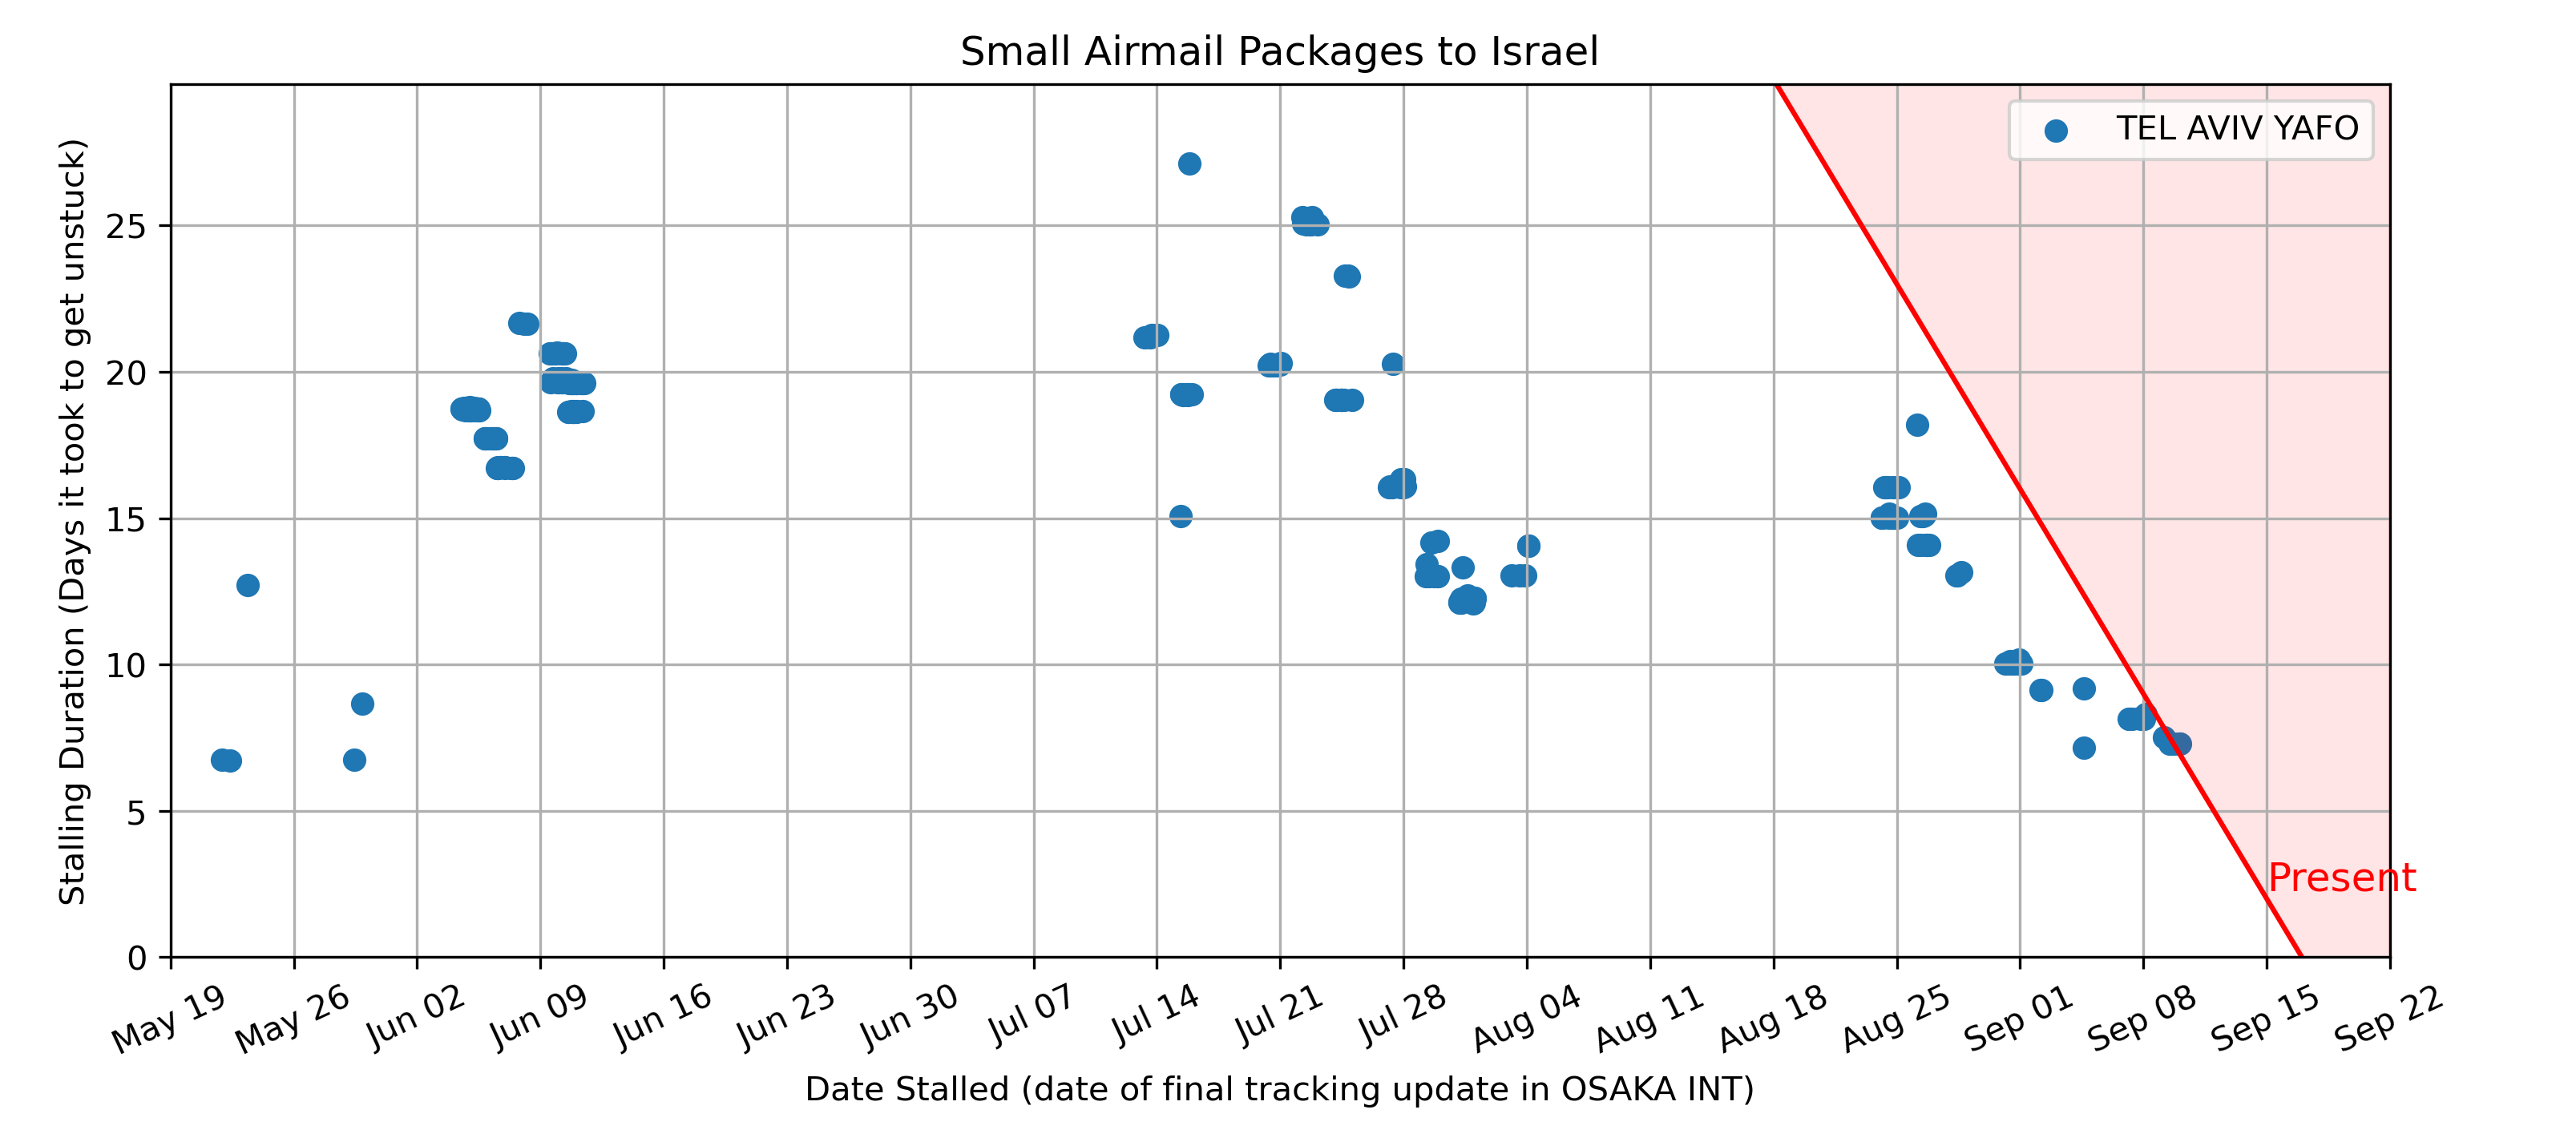 Small Airmail Packages to Israel
TEL AVIV YAFO
Stalling Duration (Days it took to get unstuck)
25
20
15
10
5
0
Present
May 19
May 26
Jun 02
Jun 09
Jun 16
Jun 23
Jun 30
Jul 07
Jul 14
Jul 21
Jul 28
Aug 04
Aug 11
Aug 18
Aug 25
Sep 01
Sep 08
Sep 15
Sep 22
Date Stalled (date of final tracking update in OSAKA INT)